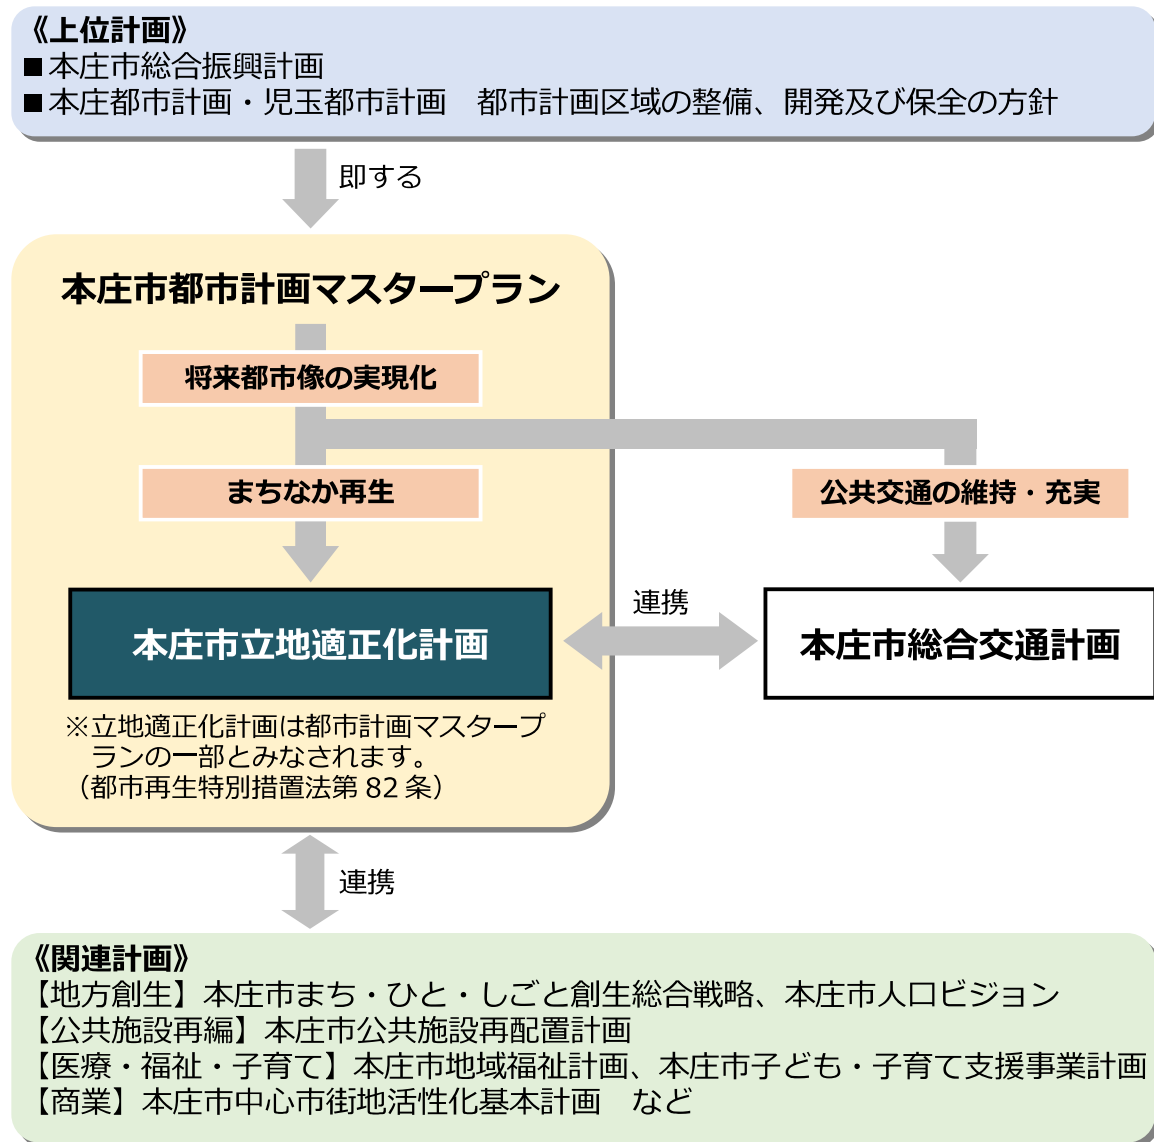 《上位計画》
■本庄市総合振興計画
■本庄都市計画・児玉都市計画　都市計画区域の整備、開発及び保全の方針
即する
本庄市都市計画マスタープラン
将来都市像の実現化
まちなか再生
公共交通の維持・充実
本庄市立地適正化計画
連携
本庄市総合交通計画
※立地適正化計画は都市計画マスタープ
ランの一部とみなされます。
（都市再生特別措置法第 82 条）
連携
《関連計画》
【地方創生】本庄市まち・ひと・しごと創生総合戦略、本庄市人口ビジョン
【公共施設再編】本庄市公共施設再配置計画
【医療・福祉・子育て】本庄市地域福祉計画、本庄市子ども・子育て支援事業計画
【商業】本庄市中心市街地活性化基本計画　など